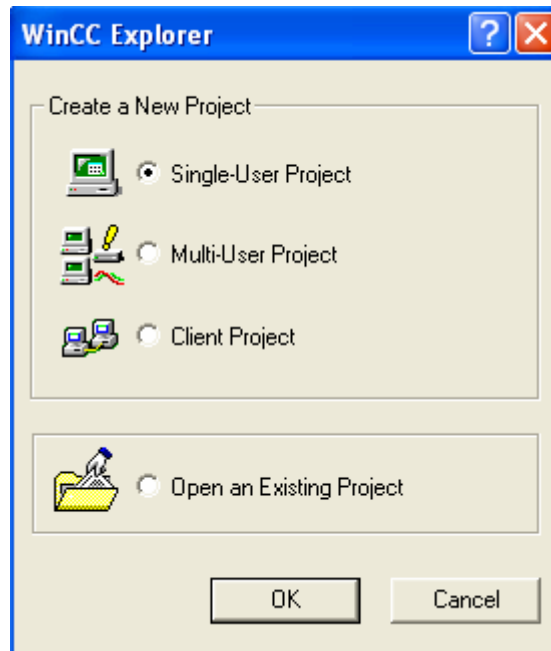 WinCC Explorer
Create a New Project
Single-User Project
Multi-User Project
Client Project
Open an Existing Project
OK
Cancel